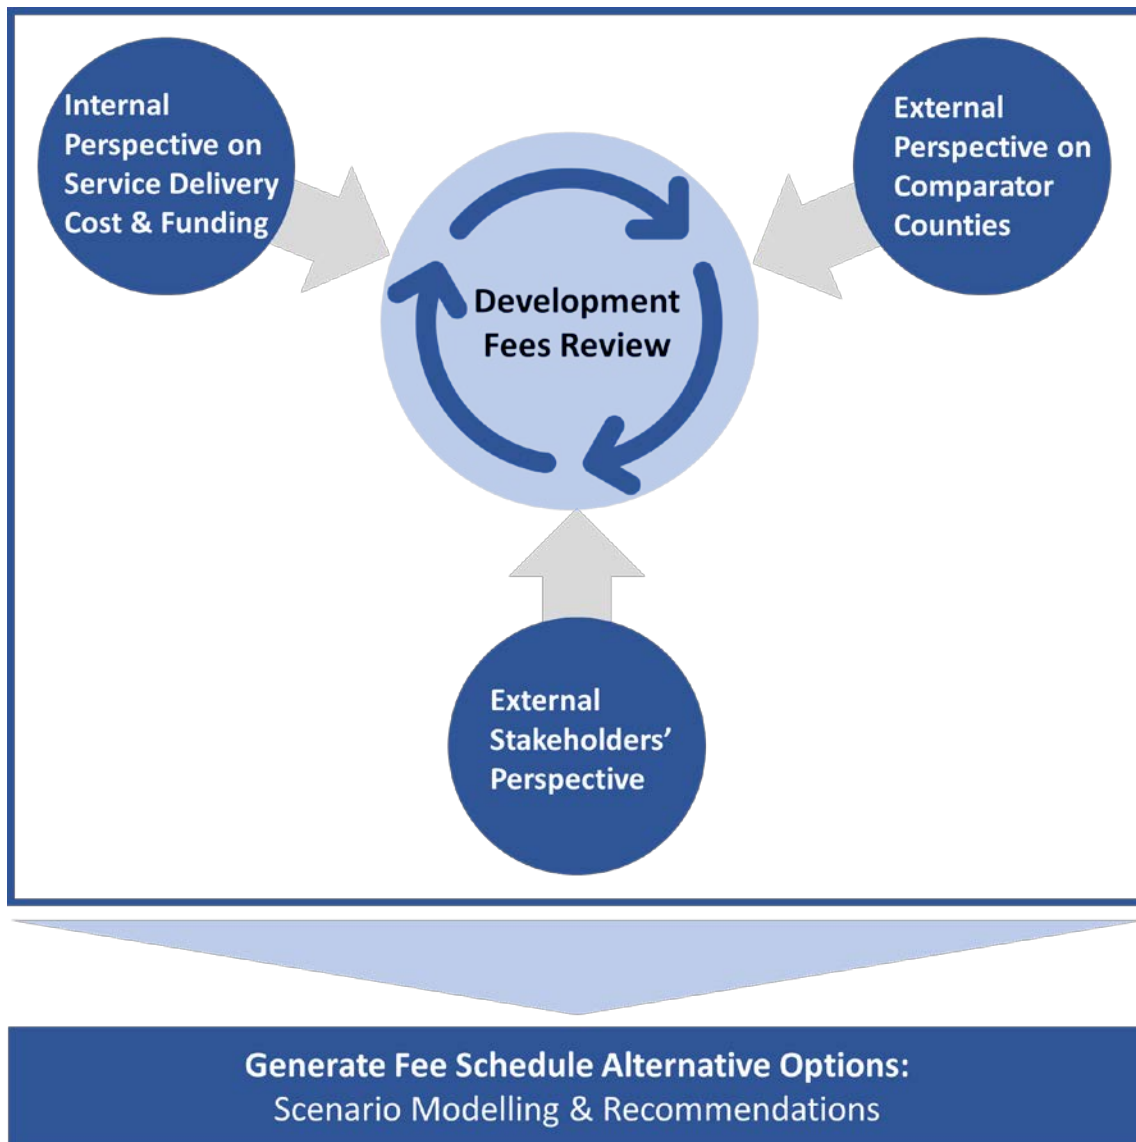 Internal
Perspective on
Service Delivery
Cost & Funding
External
Perspective on
Comparator
Counties
Development
Fees Review
External
Stakeholders’
Perspective
Generate Fee Schedule Alternative Options:
Scenario Modelling & Recommendations